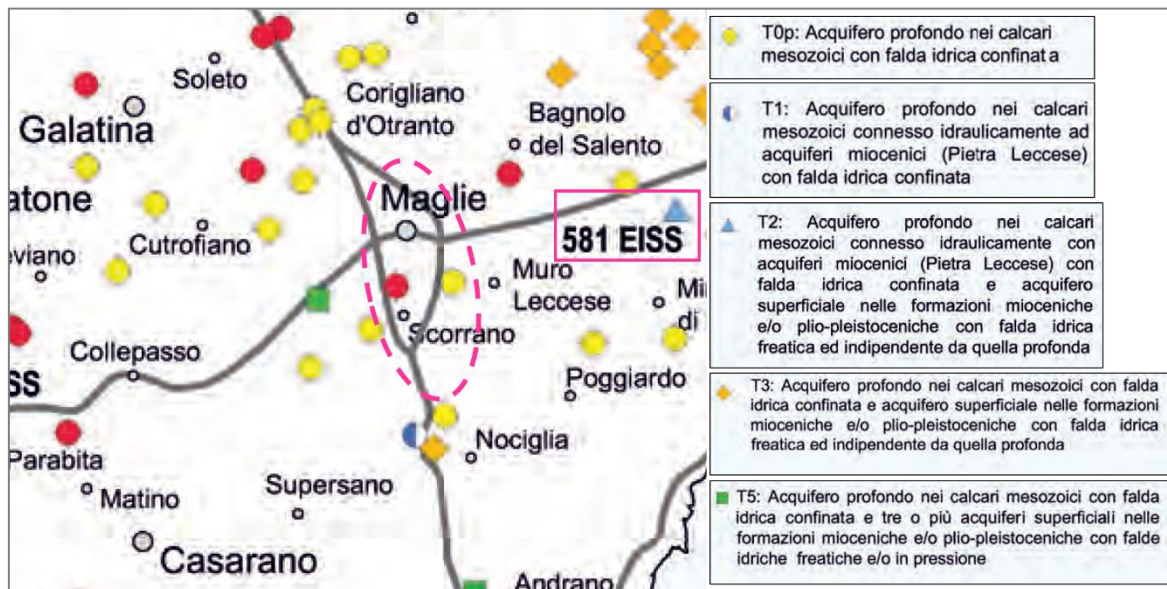 Soleto
Galatina
Corigliano
d'Otranto
Bagnolo
del Salento
atone
Maglie
Cutrofiano
581 EISS
eviano
Muro
Leccese
Mi
di
Scorrano
Collepasso
SS
Poggiardo
Nociglia
Parabita
Supersano
Matino
Casarano
Andrano
T0p: Acquifero profondo nei calcari
mesozoici con falda idrica confinat a
T1: Acquifero profondo nei calcari
mesozoici connesso idraulicamente ad
acquiferi miocenici (Pietra Leccese)
con falda idrica confinata
T2: Acquifero profondo nei calcari
mesozoici connesso idraulicamente con
acquiferi miocenici (Pietra Leccese) con
falda idrica confinata e acquifero
superficiale nelle formazioni mioceniche
e/o plio-pleistoceniche con falda idrica
freatica ed indipendente da quella profonda
T3: Acquifero profondo nei calcari mesozoici con falda
idrica confinata e acquifero superficiale nelle formazioni
mioceniche e/o plio-pleistoceniche con falda idrica
freatica ed indipendente da quella profonda
T5: Acquifero profondo nei calcari mesozoici con falda
idrica confinata e tre o più acquiferi superficiali nelle
formazioni mioceniche e/o plio-pleistoceniche con falde
idriche freatiche e/o in pressione